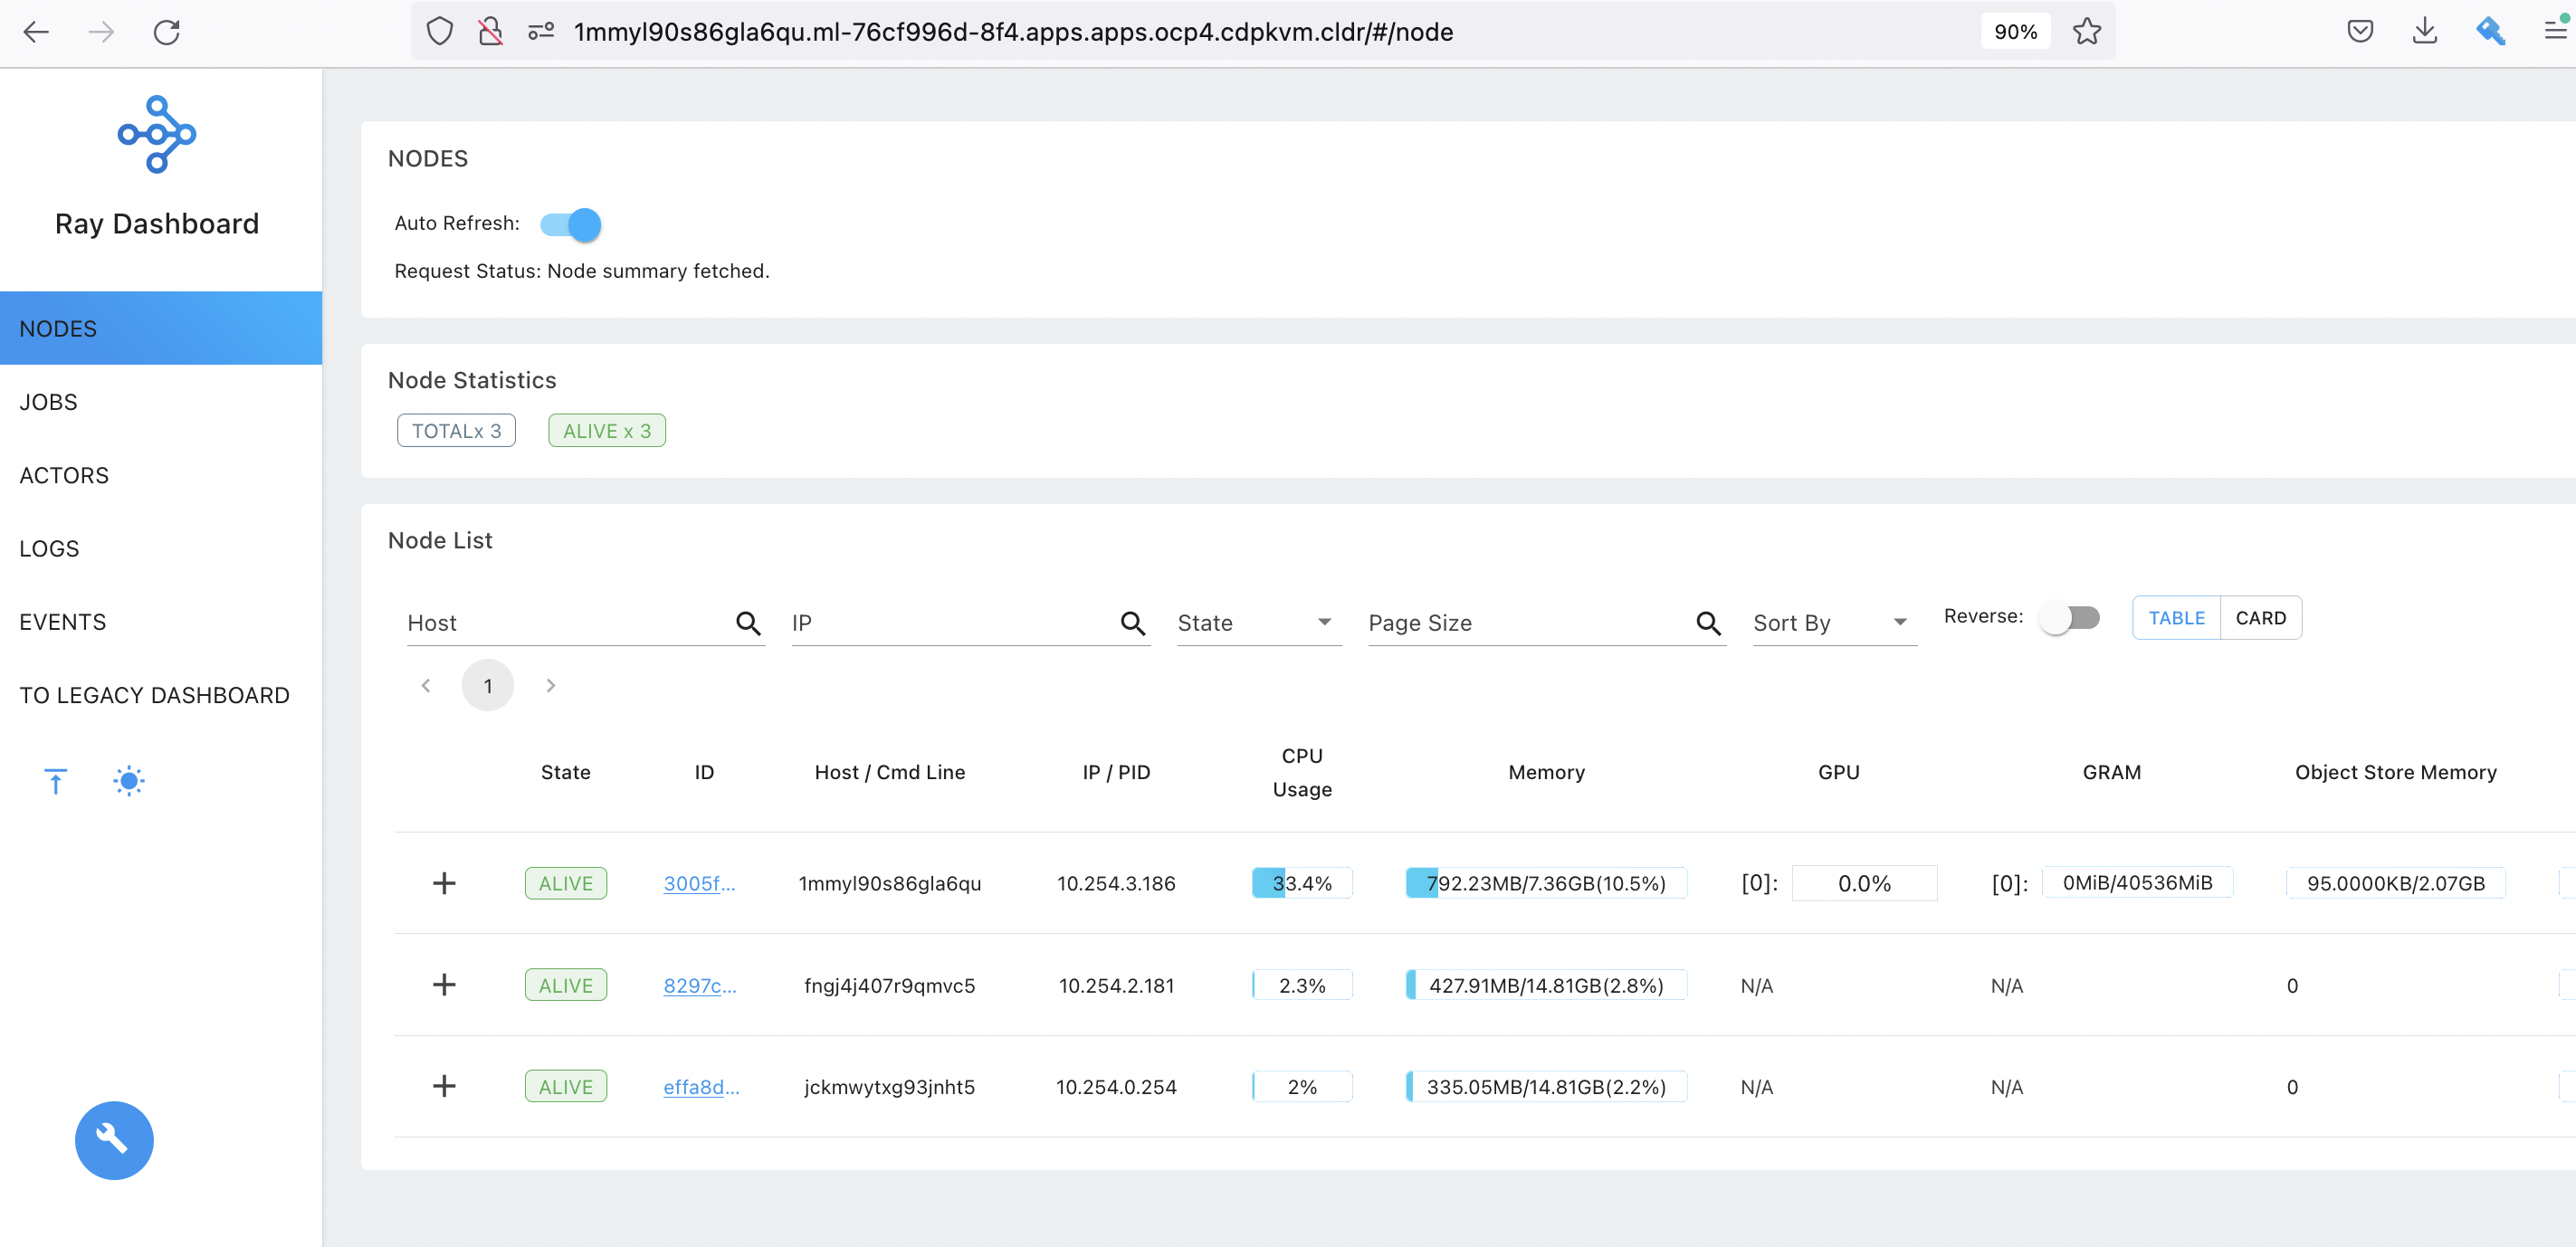 1mmyl90s86gla6qu.ml-76cf996d-8f4.apps.apps.ocp4.cdpkvm.cldr/#/node 90%
Ray Dashboard
NODES
JOBS
ACTORS
LOGS
EVENTS
TO LEGACY DASHBOARD
NODES
Auto Refresh:
Request Status: Node summary fetched.
Node Statistics
TOTALx 3 ALIVE x 3
Node List
Host IP State Page Size Sort By Reverse: TABLE CARD
1
State ID Host / Cmd Line IP / PID CPU Usage Memory GPU GRAM Object Store Memory
ALIVE 3005f... 1mmyl90s86gla6qu 10.254.3.186 33.4% 792.23MB/7.36GB(10.5%) [0]: 0.0% [0]: 0MiB/40536MiB 95.0000KB/2.07GB
ALIVE 8297c... fngj4j407r9qmvc5 10.254.2.181 2.3% 427.91MB/14.81GB(2.8%) N/A N/A 0
ALIVE effa8d... jckmwytxg93jnht5 10.254.0.254 2% 335.05MB/14.81GB(2.2%) N/A N/A 0